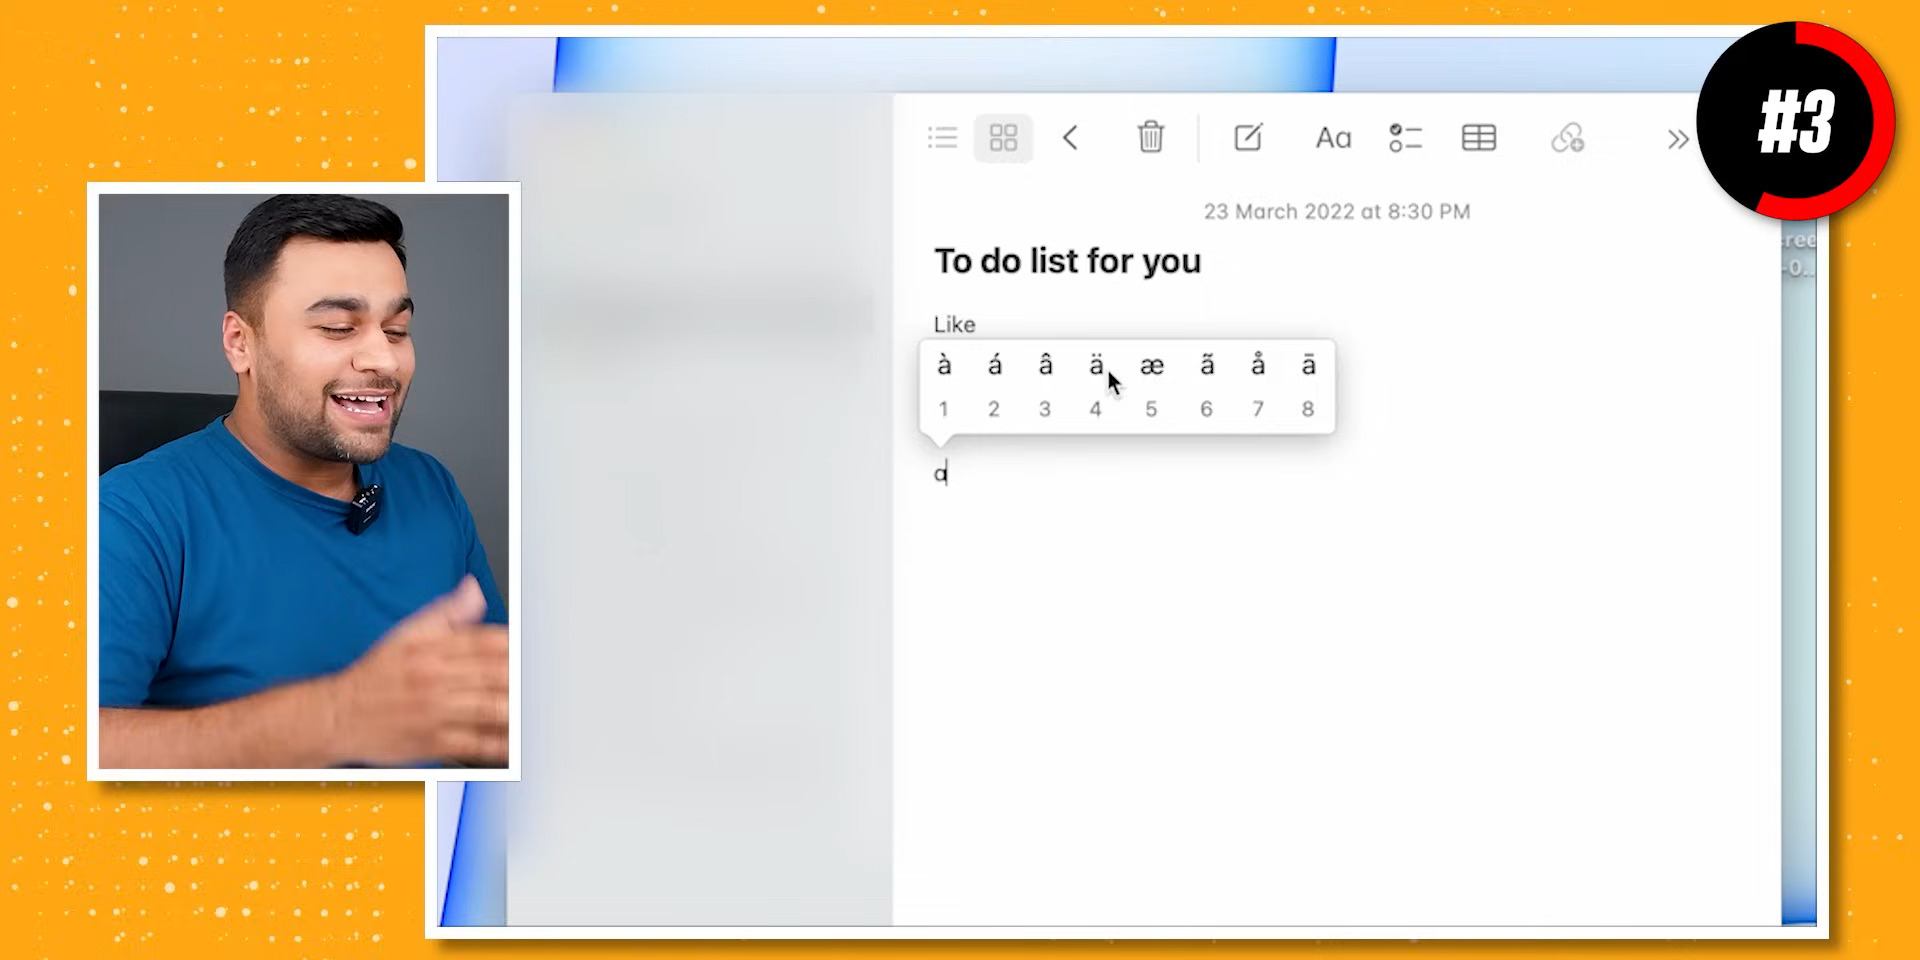 #3
Aa
23 March 2022 at 8:30 PM
To do list for you
Like
à á â ä æ ã å ā
1 2 3 4 5 6 7 8
a